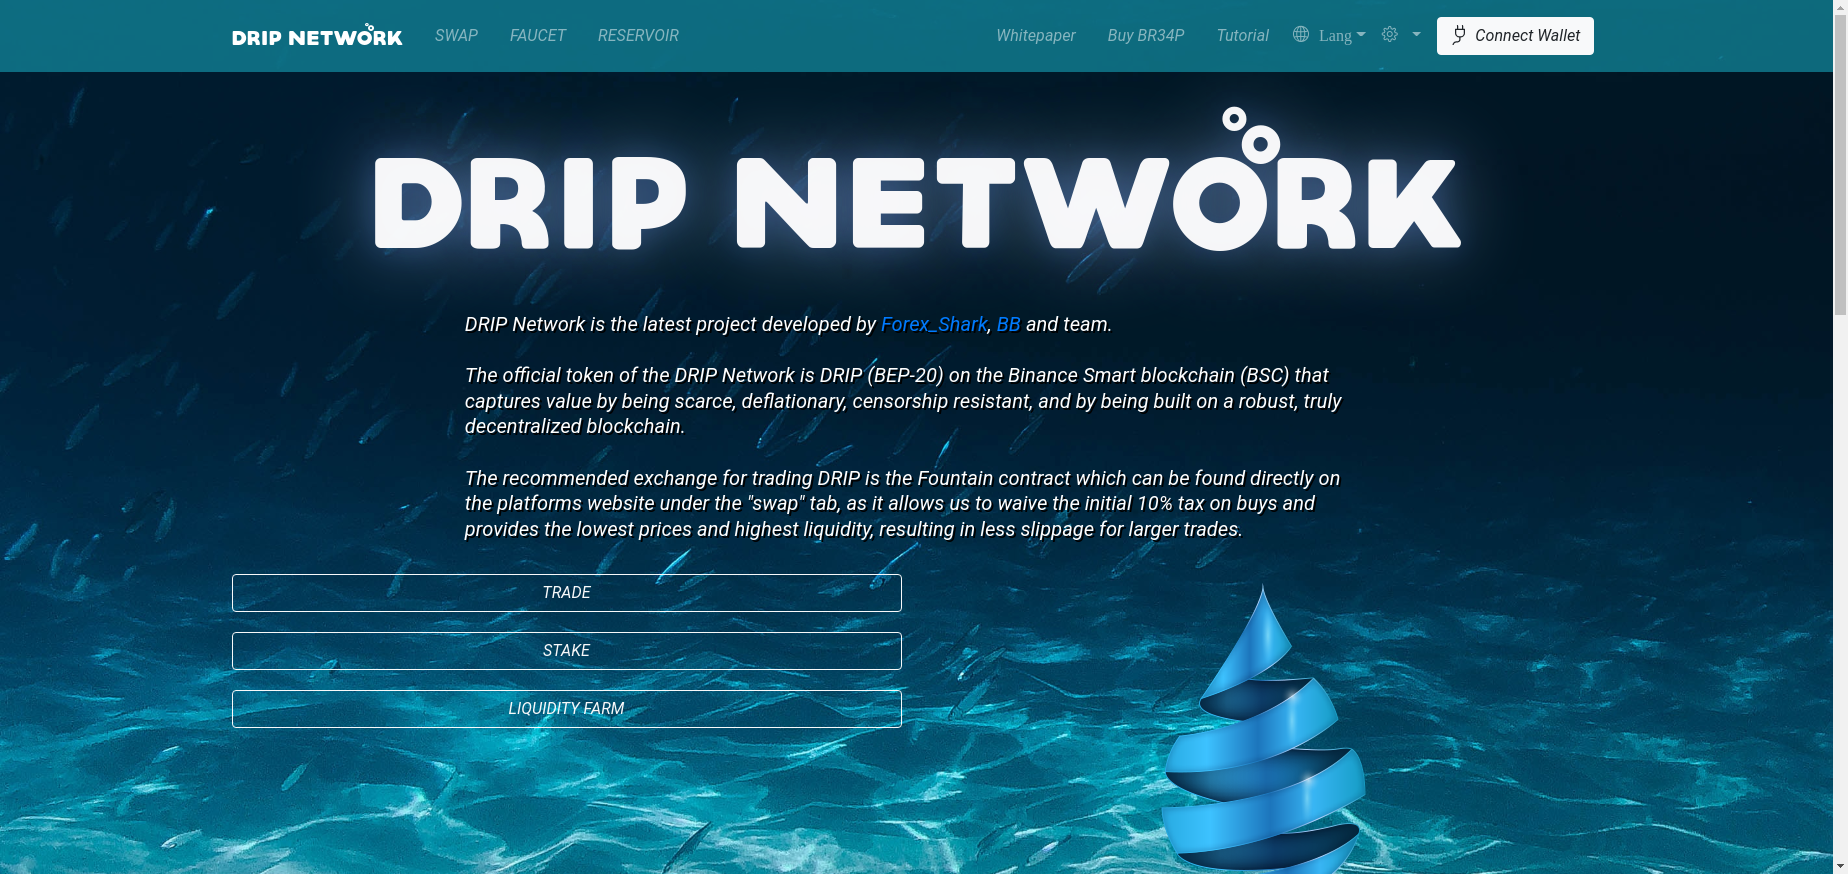 DRIP NETWORK SWAP FAUCET RESERVOIR Whitepaper Buy BR34P Tutorial Lang Connect Wallet
DRIP NETWORK
DRIP Network is the latest project developed by Forex_Shark, BB and team.
The official token of the DRIP Network is DRIP (BEP-20) on the Binance Smart blockchain (BSC) that
captures value by being scarce, deflationary, censorship resistant, and by being built on a robust, truly
decentralized blockchain.
The recommended exchange for trading DRIP is the Fountain contract which can be found directly on
the platforms website under the "swap" tab, as it allows us to waive the initial 10% tax on buys and
provides the lowest prices and highest liquidity, resulting in less slippage for larger trades.
TRADE
STAKE
LIQUIDITY FARM